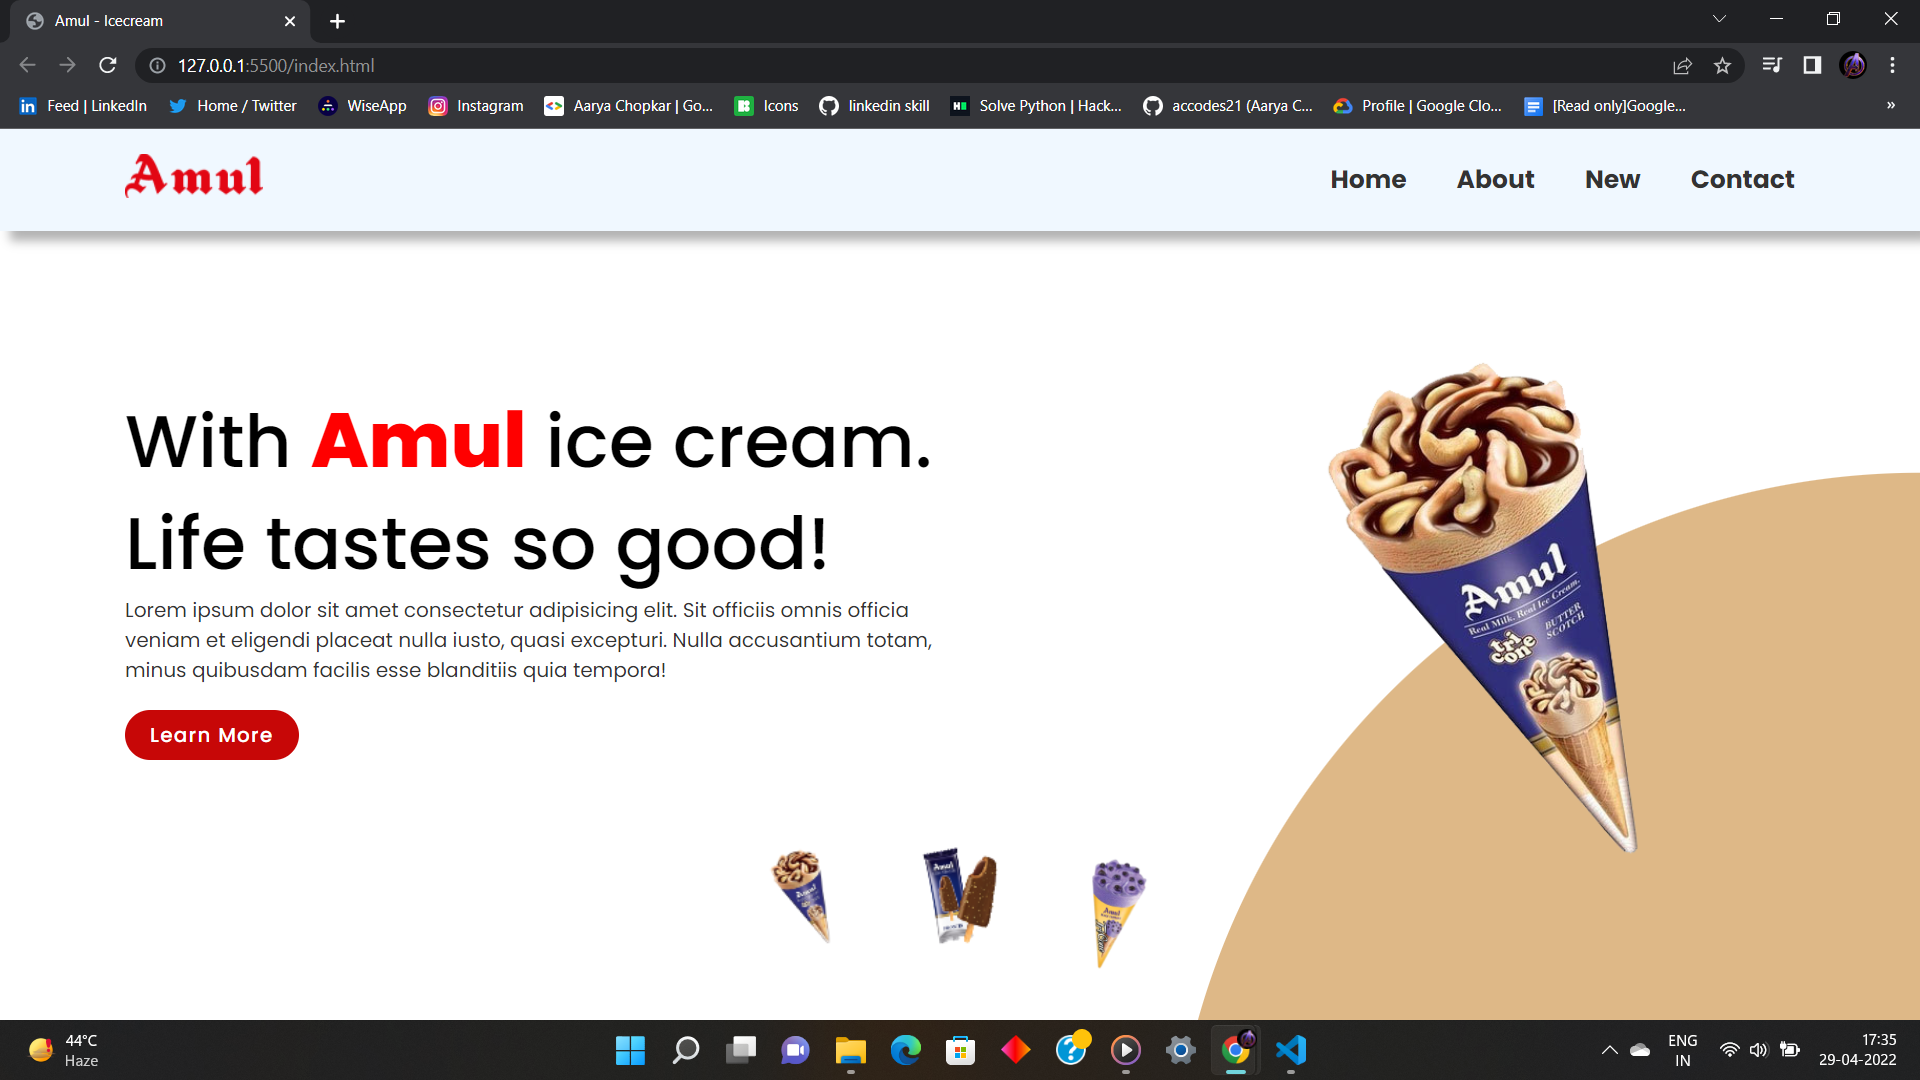 Amul - Icecream
127.0.0.1:5500/index.html
Feed | LinkedIn
Home / Twitter
WiseApp
Instagram
Aarya Chopkar | Go...
Icons
linkedin skill
Solve Python | Hack...
accodes21 (Aarya C...
Profile | Google Clo...
[Read only]Google...
Amul
Home
About
New
Contact
With Amul ice cream.
Life tastes so good!
Lorem ipsum dolor sit amet consectetur adipisicing elit. Sit officiis omnis officia
veniam et eligendi placeat nulla iusto, quasi excepturi. Nulla accusantium totam,
minus quibusdam facilis esse blanditiis quia tempora!
Learn More
Amul
Real Milk. Real Ice Cream.
BUTTER
SCOTCH
tri
cone
Amul
Amul
Amul
44°C
Haze
ENG
IN
17:35
29-04-2022